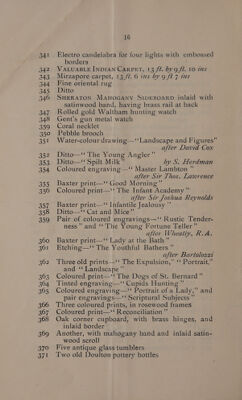 16
341 Electro candelabra for four lights with embossed
borders
342 VALUABLE INDIAN CARPET, 13 ft. by 9 ft. 10 ins
343 Mirzapore carpet, 13 ft. 6 ins by 9 ft 7 ins
344 Fine oriental rug
345 Ditto
346 SHERATON MAHOGANY SIDEBOARD inlaid with
satinwood band, having brass rail at back
347 Rolled gold Waltham hunting watch
348 Gent's gun metal watch
349 Coral necklet
350 Pebble brooch
351 Water-colour drawing—"Landscape and Figures"
after David Cox
352 Ditto—"The Young Angler"
353 Ditto—"Spilt Milk" by S. Herdman
354 Coloured engraving—"Master Lambton"
after Sir Thos. Lawrence
355 Baxter print—"Good Morning"
356 Coloured print—"The Infant Academy"
after Sir Joshua Reynolds
357 Baxter print—"Infantile Jealousy"
358 Ditto—"Cat and Mice"
359 Pair of coloured engravings—"Rustic Tender-
ness" and "The Young Fortune Teller"
after Wheatly, R.A.
360 Baxter print—"Lady at the Bath"
361 Etching—"The Youthful Bathers"
after Bartolozzi
362 Three old prints—"The Expulsion," "Portrait,"
and "Landscape"
363 Coloured print—"The Dogs of St. Bernard"
364 Tinted engraving—"Cupids Hunting"
365 Coloured engraving—"Portrait of a Lady," and
pair engravings—"Scriptural Subjects"
366 Three coloured prints, in rosewood frames
367 Coloured print—"Reconciliation"
368 Oak corner cupboard, with brass hinges, and
inlaid border
369 Another, with mahogany band and inlaid satin-
wood scroll
370 Five antique glass tumblers
371 Two old Doulton pottery bottles